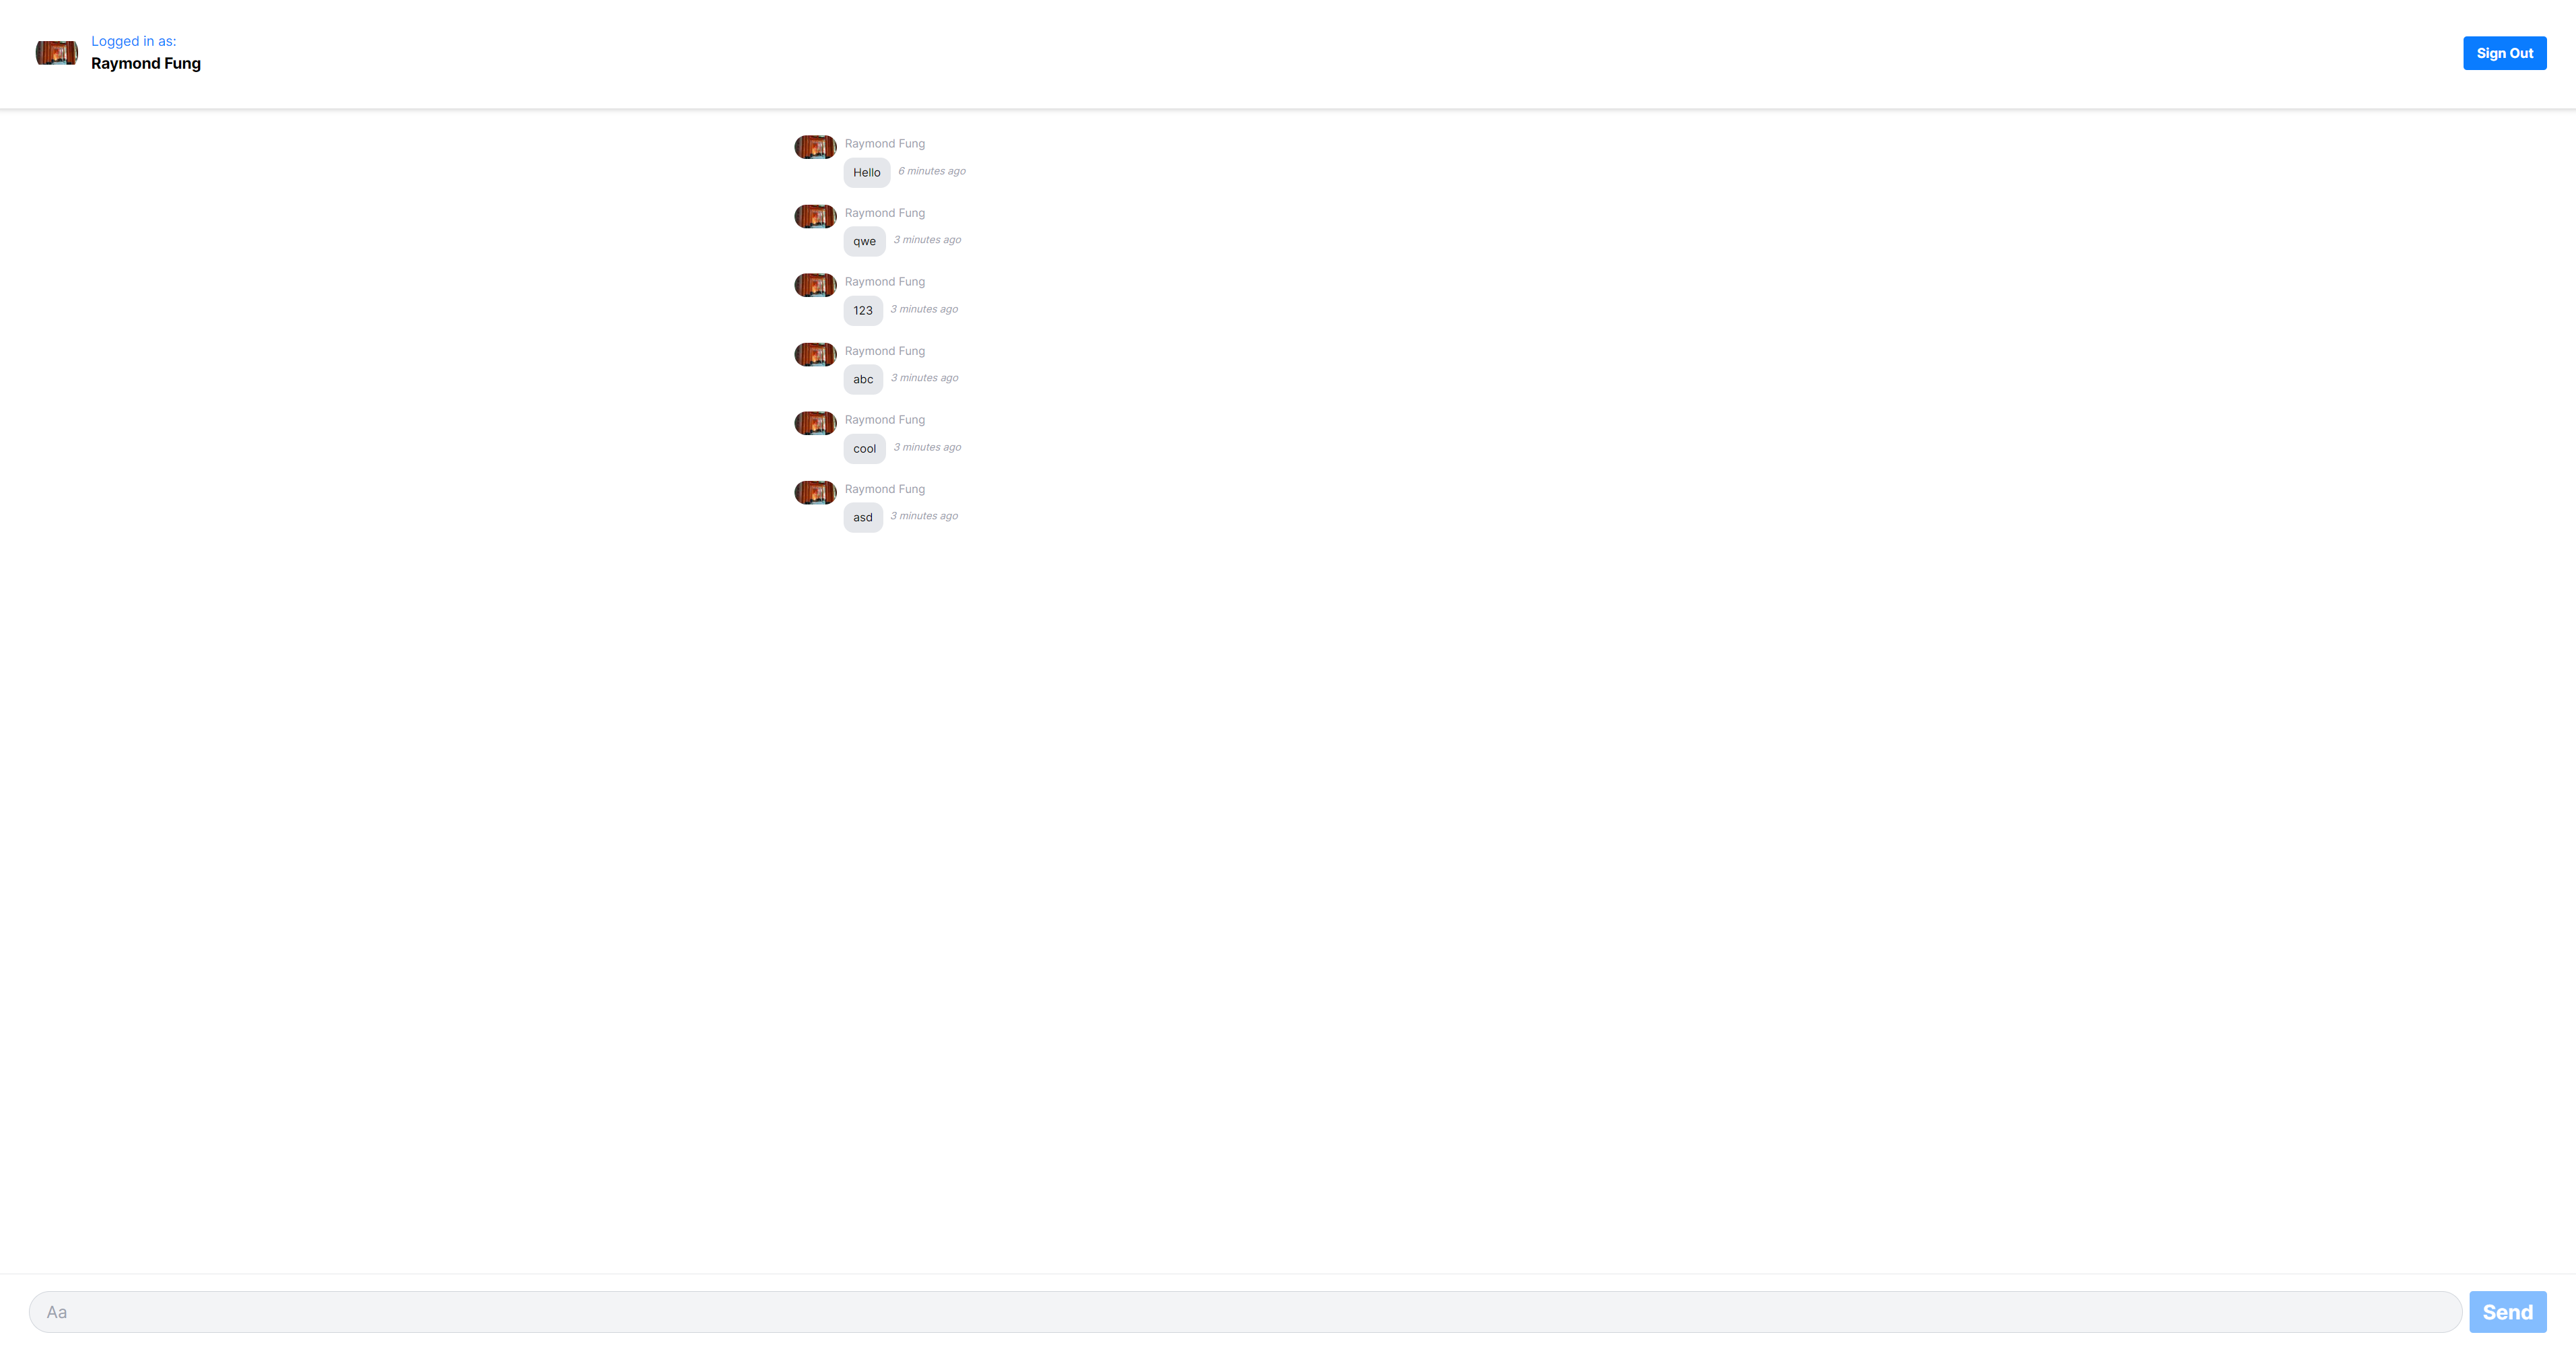 Logged in as:
Raymond Fung
Sign Out
Raymond Fung
Hello 6 minutes ago
Raymond Fung
qwe 3 minutes ago
Raymond Fung
123 3 minutes ago
Raymond Fung
abc 3 minutes ago
Raymond Fung
cool 3 minutes ago
Raymond Fung
asd 3 minutes ago
Aa
Send